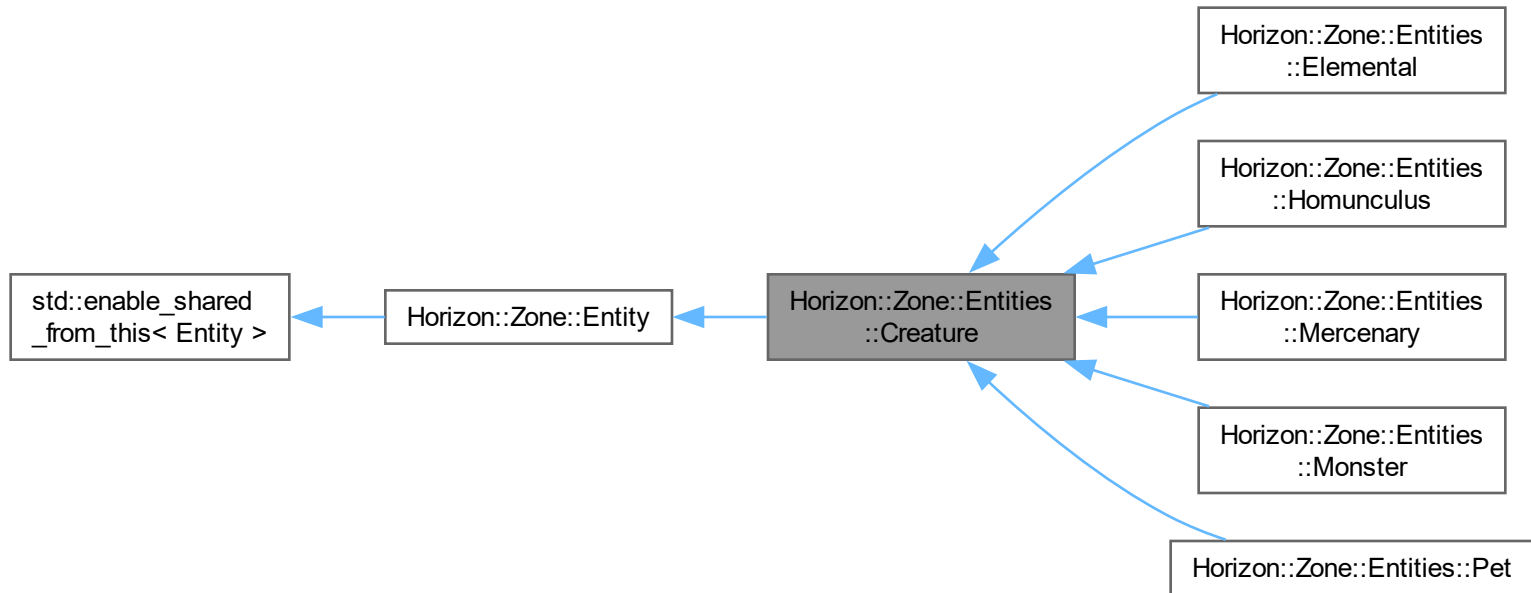 std::enable_shared
_from_this< Entity >
Horizon::Zone::Entity
Horizon::Zone::Entities
::Creature
Horizon::Zone::Entities
::Elemental
Horizon::Zone::Entities
::Homunculus
Horizon::Zone::Entities
::Mercenary
Horizon::Zone::Entities
::Monster
Horizon::Zone::Entities::Pet